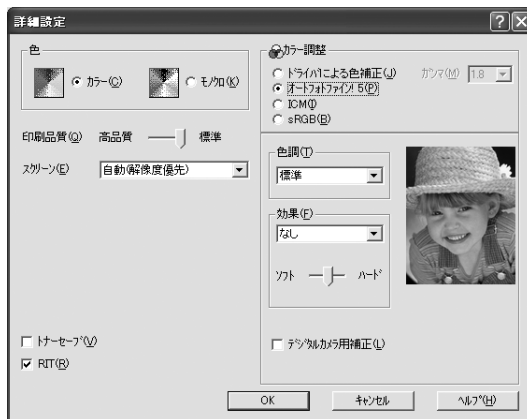 詳細設定
色
カラー(C)
モノクロ(K)
印刷品質(Q)
高品質
標準
スクリーン(E)
自動(解像度優先)
トナーセーブ(V)
RIT(R)
カラー調整
ドライバによる色補正(J)
ガンマ(M)
1.8
オートフォトファイン!5(P)
ICM(I)
sRGB(B)
色調(T)
標準
効果(F)
なし
ソフト
ハード
デジタルカメラ用補正(L)
OK
キャンセル
ヘルプ(H)